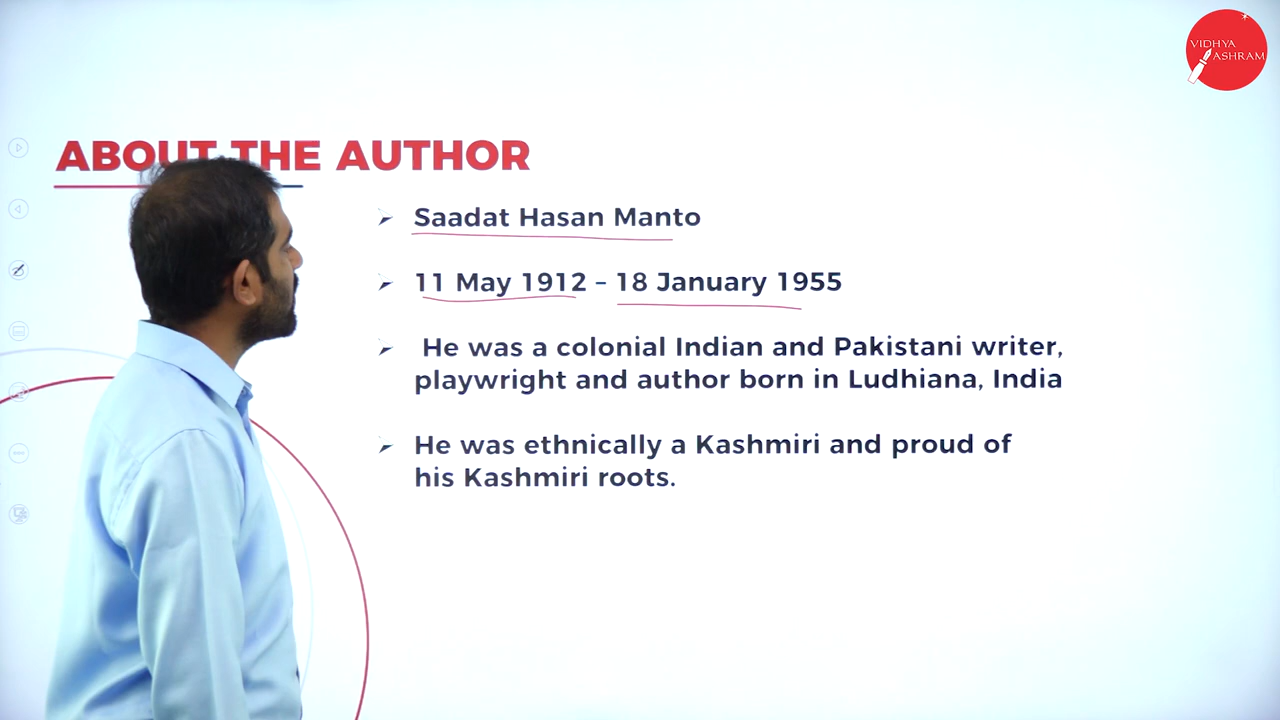 VIDHYA
ASHRAM
ABOUT THE AUTHOR
➢ Saadat Hasan Manto
➢ 11 May 1912 – 18 January 1955
➢ He was a colonial Indian and Pakistani writer,
playwright and author born in Ludhiana, India
➢ He was ethnically a Kashmiri and proud of
his Kashmiri roots.